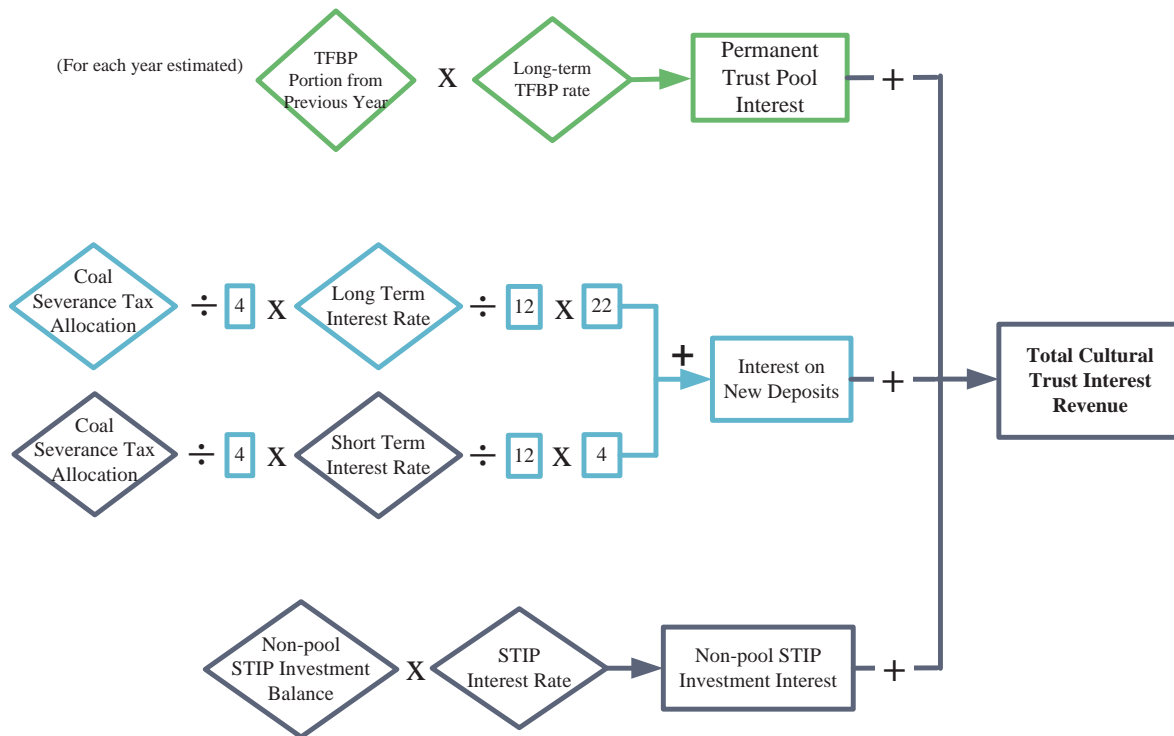 (For each year estimated)
TFBP
Portion from
Previous Year
X
Long-term
TFBP rate
Permanent
Trust Pool
Interest
+
Coal
Severance Tax
Allocation
÷
4
X
Long Term
Interest Rate
÷
12
X
22
+
Interest on
New Deposits
+
Total Cultural
Trust Interest
Revenue
Coal
Severance Tax
Allocation
÷
4
X
Short Term
Interest Rate
÷
12
X
4
Non-pool
STIP Investment
Balance
X
STIP
Interest Rate
Non-pool STIP
Investment Interest
+